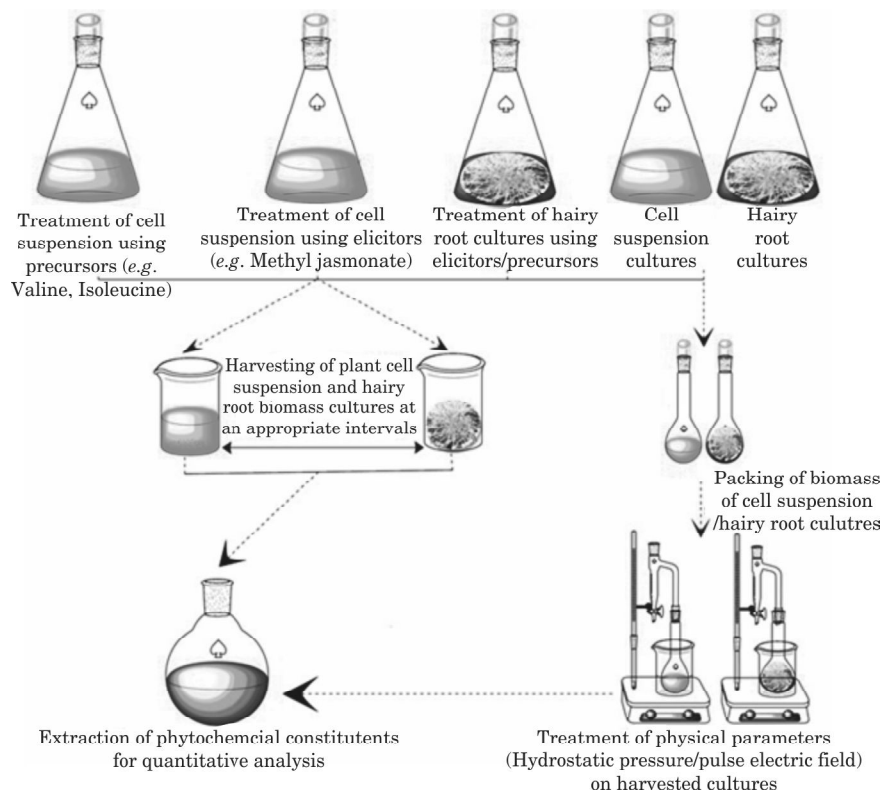 Treatment of cell
suspension using
precursors (e.g.
Valine, Isoleucine)
Treatment of cell
suspension using elicitors
(e.g. Methyl jasmonate)
Treatment of hairy
root cultures using
elicitors/precursors
Cell
suspension
cultures
Hairy
root
cultures
Harvesting of plant cell
suspension and hairy
root biomass cultures at
an appropriate intervals
Packing of biomass
of cell suspension
/hairy root culutres
Extraction of phytochemcial constitutents
for quantitative analysis
Treatment of physical parameters
(Hydrostatic pressure/pulse electric field)
on harvested cultures